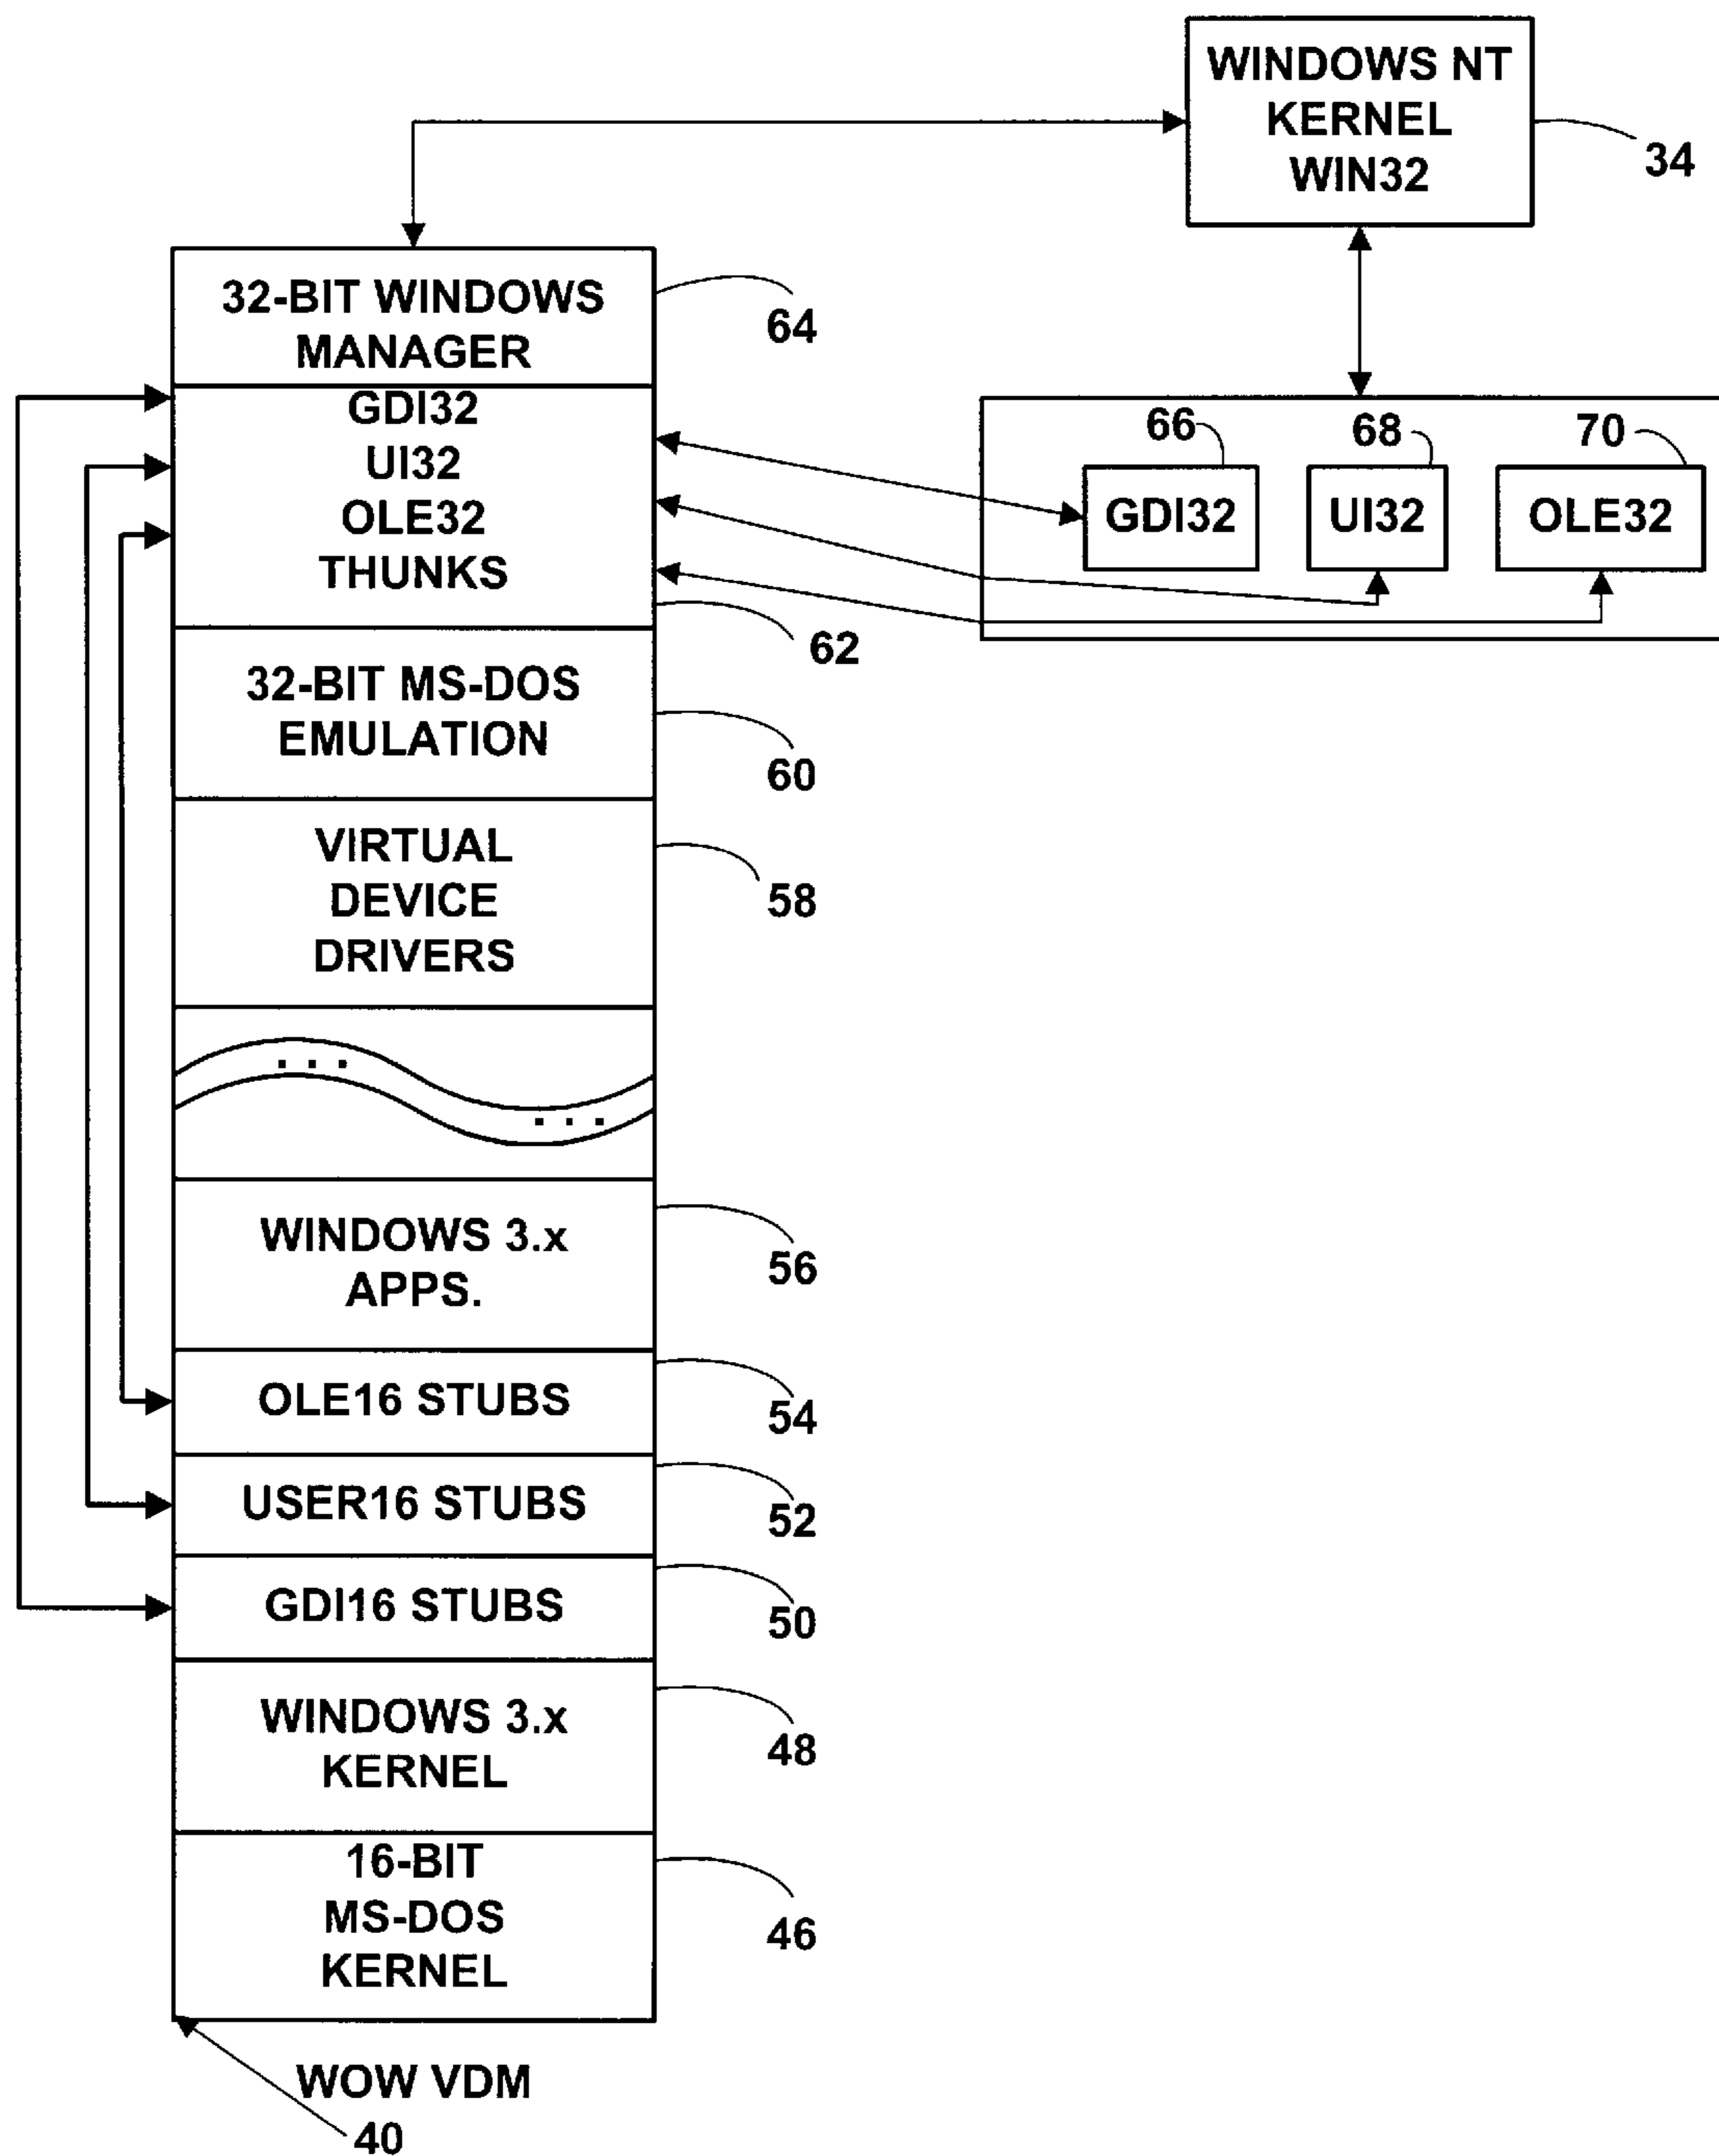 WINDOWS NT
KERNEL
WIN32
34
32-BIT WINDOWS
MANAGER
64
GDI32
UI32
OLE32
THUNKS
62
66
68
70
GDI32
UI32
OLE32
32-BIT MS-DOS
EMULATION
60
VIRTUAL
DEVICE
DRIVERS
58
. . .
. . .
WINDOWS 3.x
APPS.
56
OLE16 STUBS
54
USER16 STUBS
52
GDI16 STUBS
50
WINDOWS 3.x
KERNEL
48
16-BIT
MS-DOS
KERNEL
46
WOW VDM
40